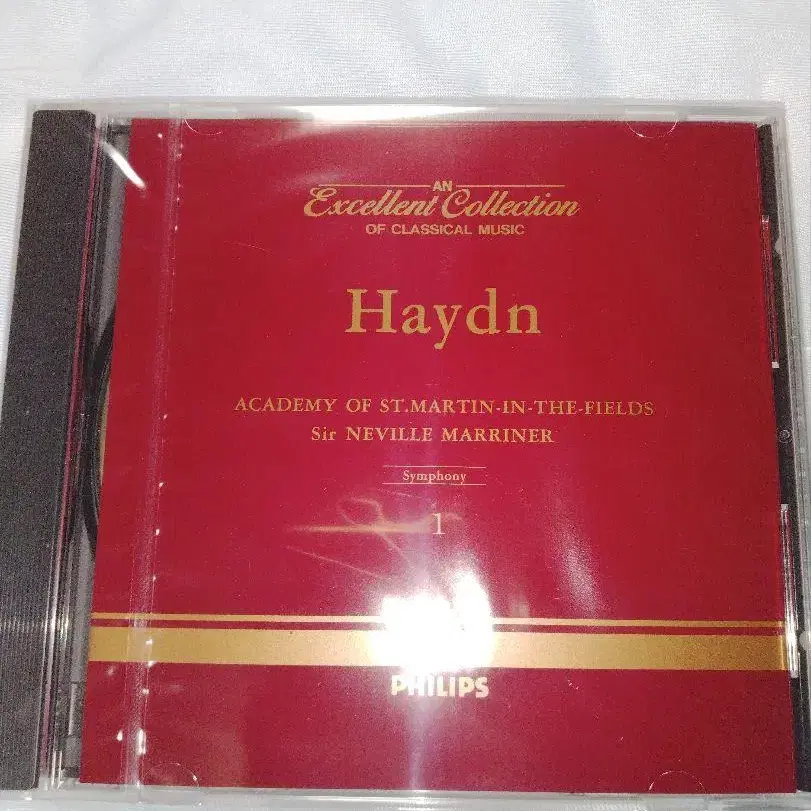 AN
Excellent Collection
OF CLASSICAL MUSIC
Haydn
ACADEMY OF ST.MARTIN-IN-THE-FIELDS
Sir NEVILLE MARRINER
Symphony
1
PHILIPS